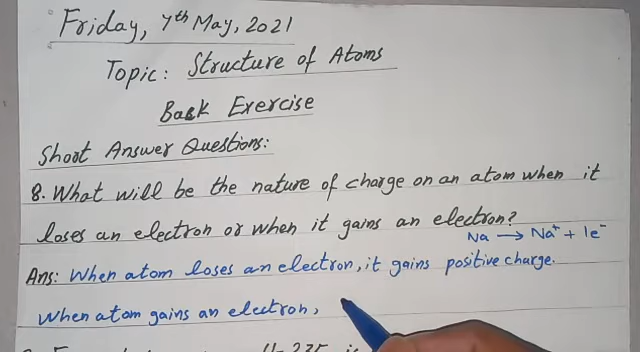 Friday, 7th May, 2021
Topic: Structure of Atoms
Back Exercise
Short Answer Questions:
8. What will be the nature of charge on an atom when it
loses an electron or when it gains an electron?
Na → Na⁺ + 1e⁻
Ans: When atom loses an electron, it gains positive charge.
When atom gains an electron,